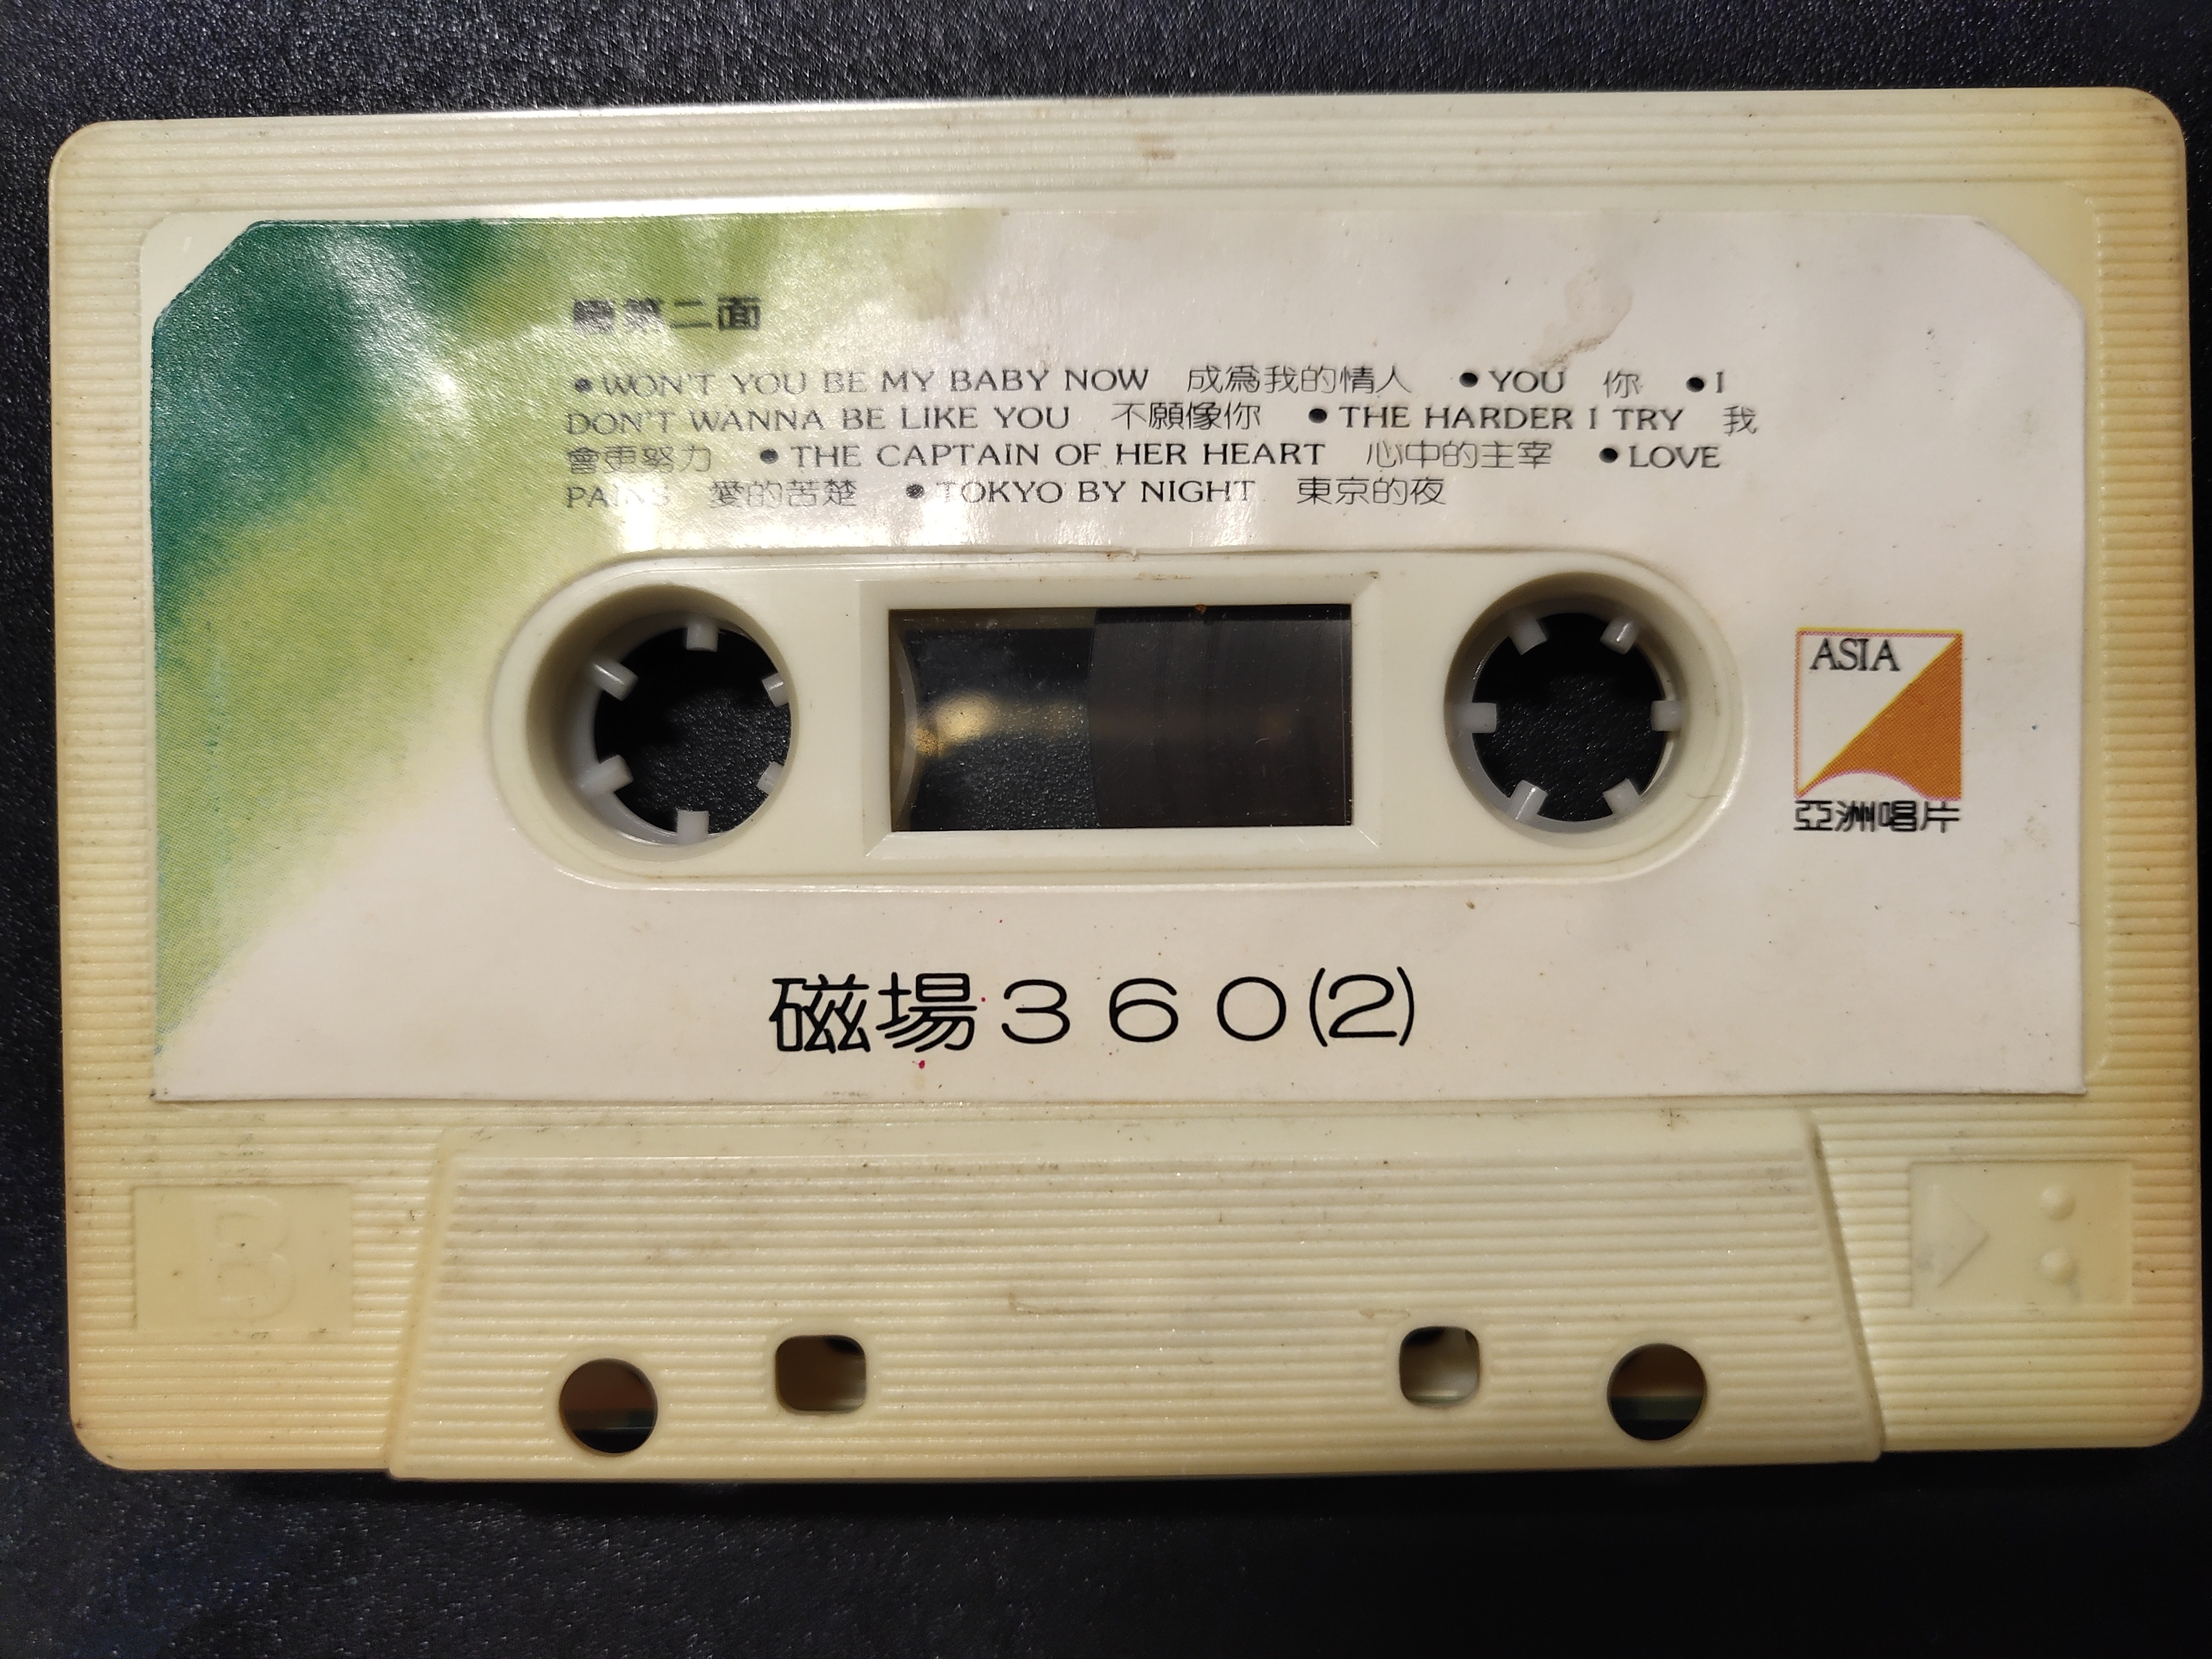 ■第二面
●WON'T YOU BE MY BABY NOW 成爲我的情人 ●YOU 你 ●I
DON'T WANNA BE LIKE YOU 不願像你 ●THE HARDER I TRY 我
會更努力 ●THE CAPTAIN OF HER HEART 心中的主宰 ●LOVE
PAINS 愛的苦楚 ●TOKYO BY NIGHT 東京的夜
ASIA
亞洲唱片
磁場360(2)
B